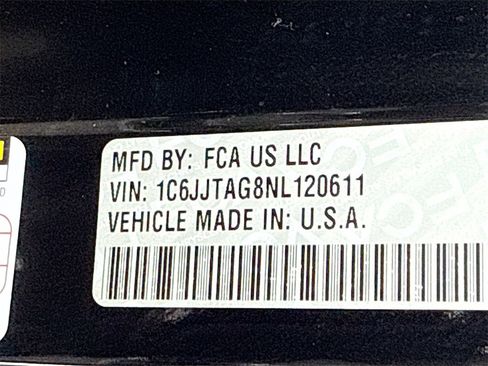 MFD BY: FCA US LLC
VIN: 1C6JJTAG8NL120611
VEHICLE MADE IN: U.S.A.